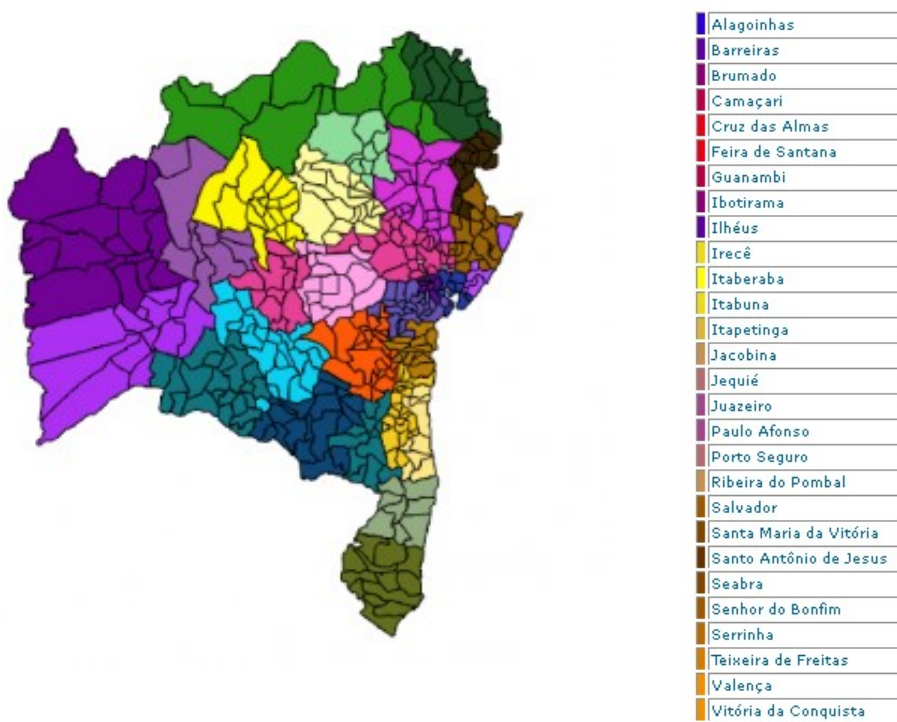 Alagoinhas
Barreiras
Brumado
Camaçari
Cruz das Almas
Feira de Santana
Guanambi
Ibotirama
Ilhéus
Irecê
Itaberaba
Itabuna
Itapetinga
Jacobina
Jequié
Juazeiro
Paulo Afonso
Porto Seguro
Ribeira do Pombal
Salvador
Santa Maria da Vitória
Santo Antônio de Jesus
Seabra
Senhor do Bonfim
Serrinha
Teixeira de Freitas
Valença
Vitória da Conquista